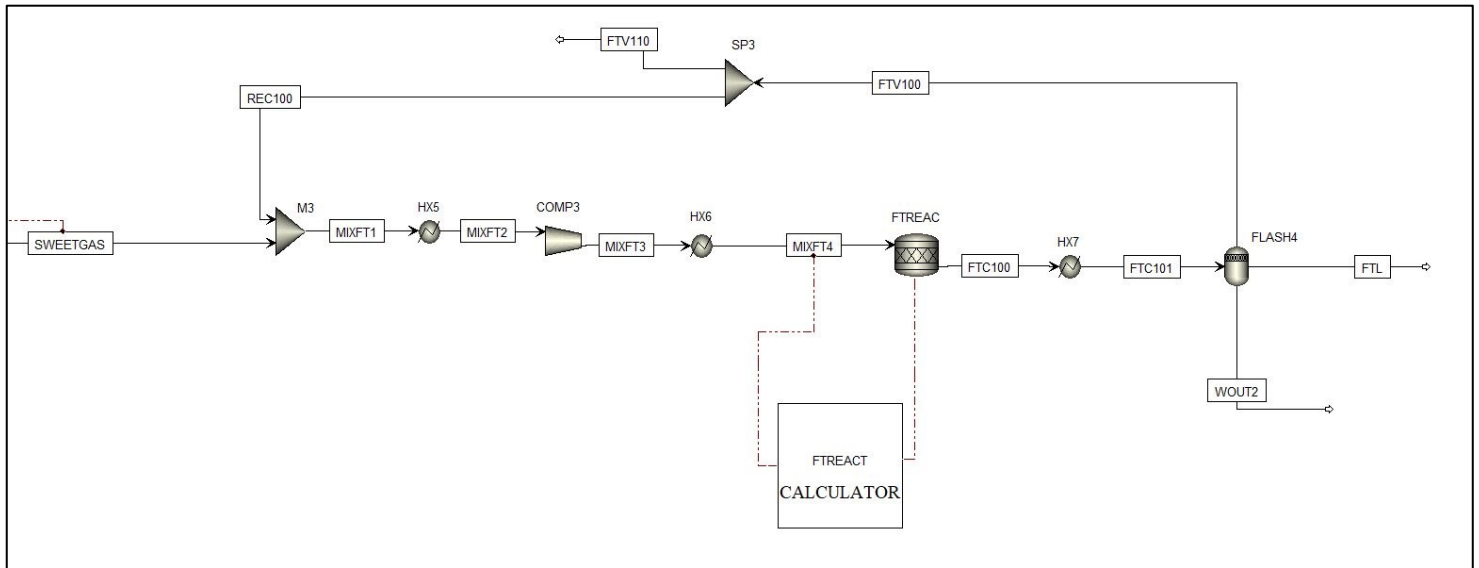 FTV110
SP3
FTV100
REC100
M3
HX5
COMP3
HX6
FTREAC
HX7
FLASH4
SWEETGAS
MIXFT1
MIXFT2
MIXFT3
MIXFT4
FTC100
FTC101
FTL
WOUT2
FTREACT
CALCULATOR